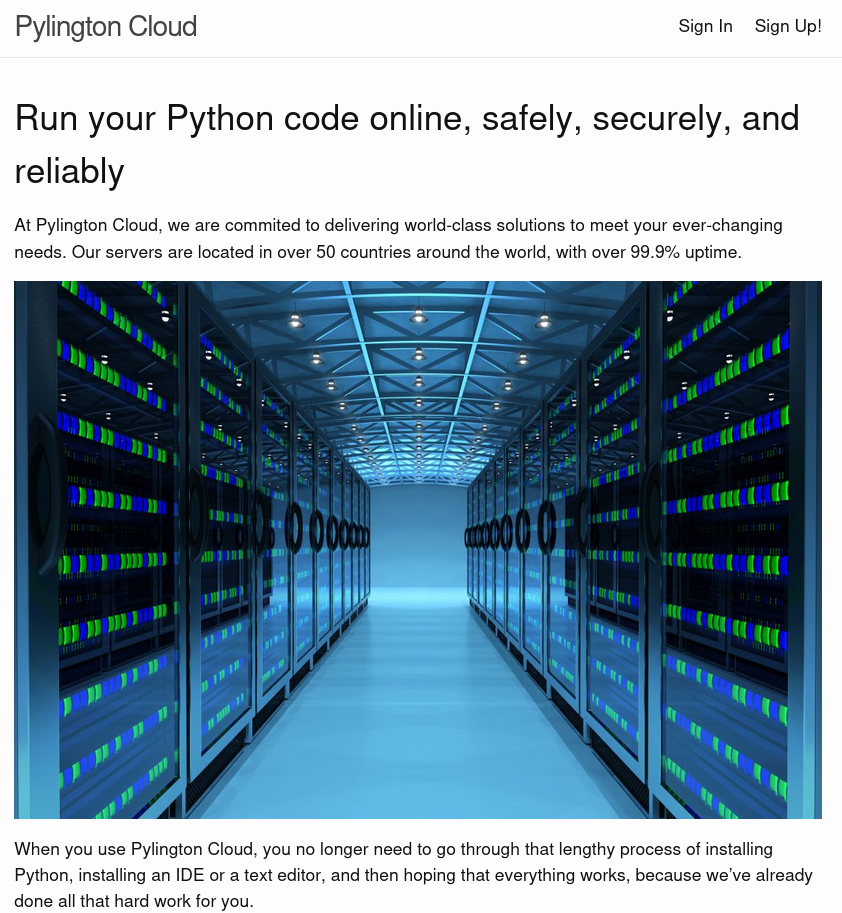 Pylington Cloud
Sign In
Sign Up!
Run your Python code online, safely, securely, and
reliably
At Pylington Cloud, we are commited to delivering world-class solutions to meet your ever-changing
needs. Our servers are located in over 50 countries around the world, with over 99.9% uptime.
When you use Pylington Cloud, you no longer need to go through that lengthy process of installing
Python, installing an IDE or a text editor, and then hoping that everything works, because we’ve already
done all that hard work for you.